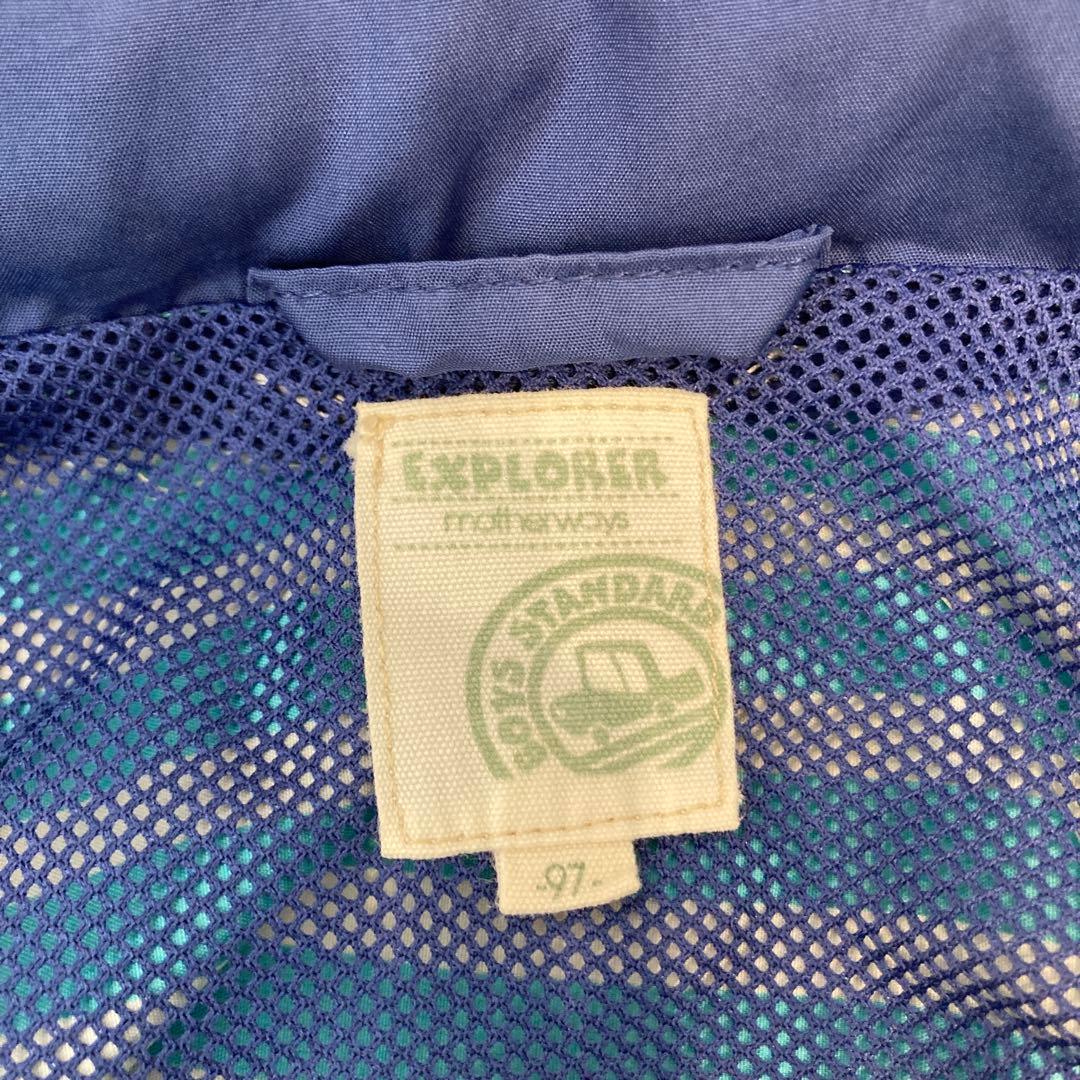 EXPLORER
motherways
BOYS STANDARD
-97-